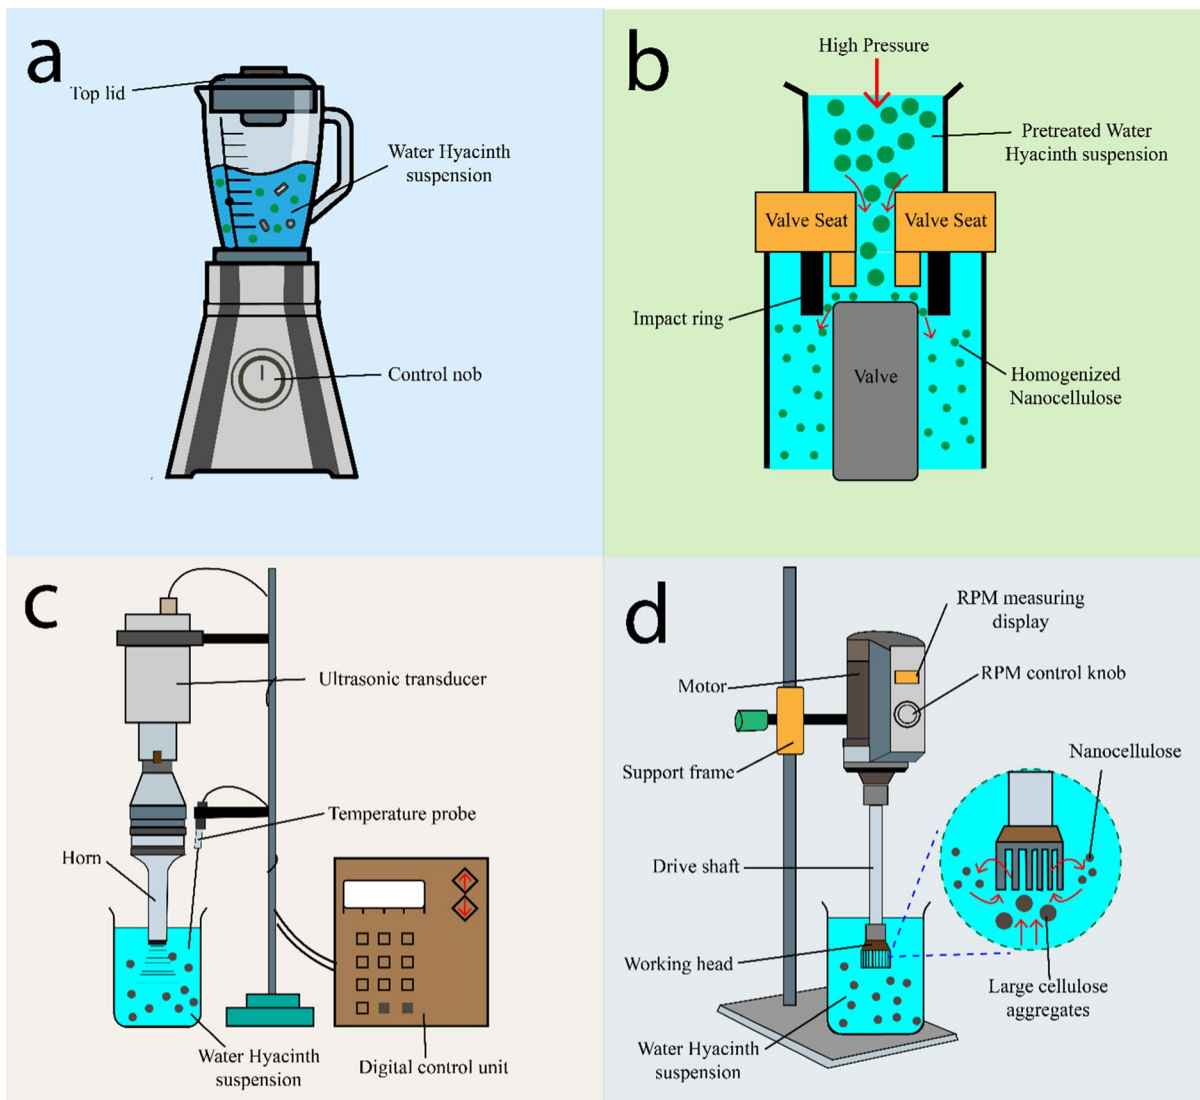 a
Top lid
Water Hyacinth
suspension
Control nob
b
High Pressure
Pretreated Water
Hyacinth suspension
Valve Seat
Valve Seat
Impact ring
Valve
Homogenized
Nanocellulose
c
Ultrasonic transducer
Temperature probe
Horn
Water Hyacinth
suspension
Digital control unit
d
RPM measuring
display
RPM control knob
Motor
Support frame
Nanocellulose
Drive shaft
Working head
Large cellulose
aggregates
Water Hyacinth
suspension